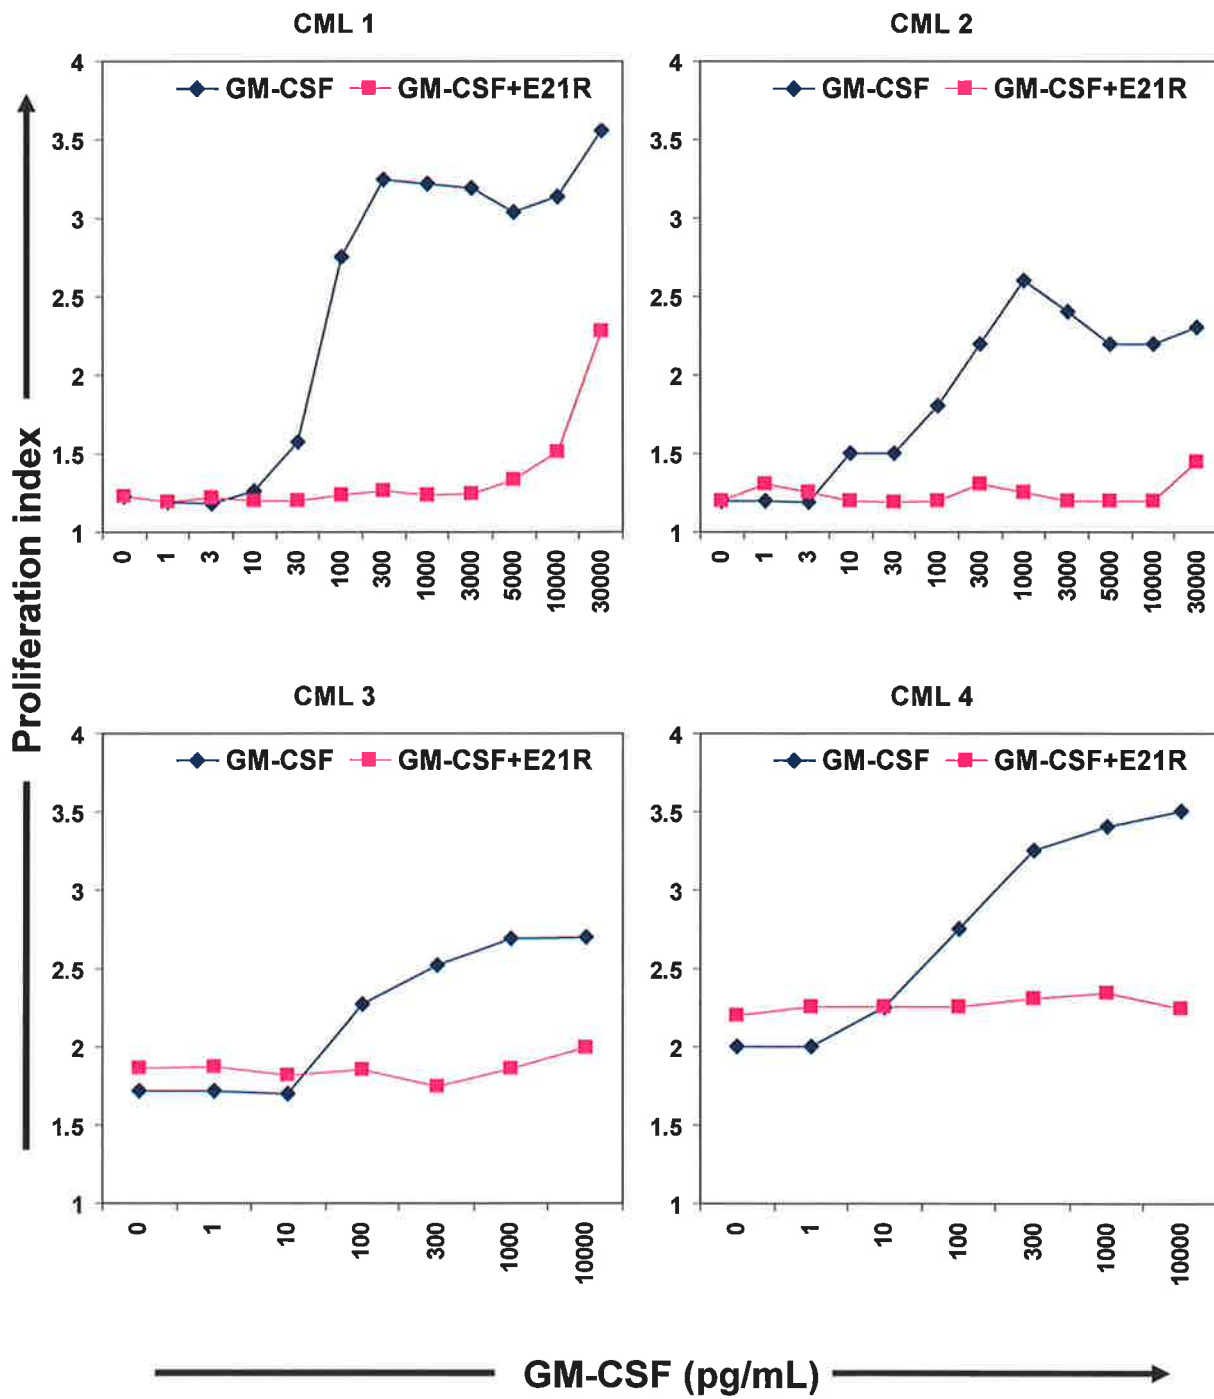 CML 1
CML 2
GM-CSF GM-CSF+E21R
GM-CSF GM-CSF+E21R
4
3.5
3
2.5
2
1.5
1
0 1 3 10 30 100 300 1000 3000 5000 10000 30000
4
3.5
3
2.5
2
1.5
1
0 1 3 10 30 100 300 1000 3000 5000 10000 30000
Proliferation index
CML 3
CML 4
GM-CSF GM-CSF+E21R
GM-CSF GM-CSF+E21R
4
3.5
3
2.5
2
1.5
1
0 1 10 100 300 1000 10000
4
3.5
3
2.5
2
1.5
1
0 1 10 100 300 1000 10000
GM-CSF (pg/mL)